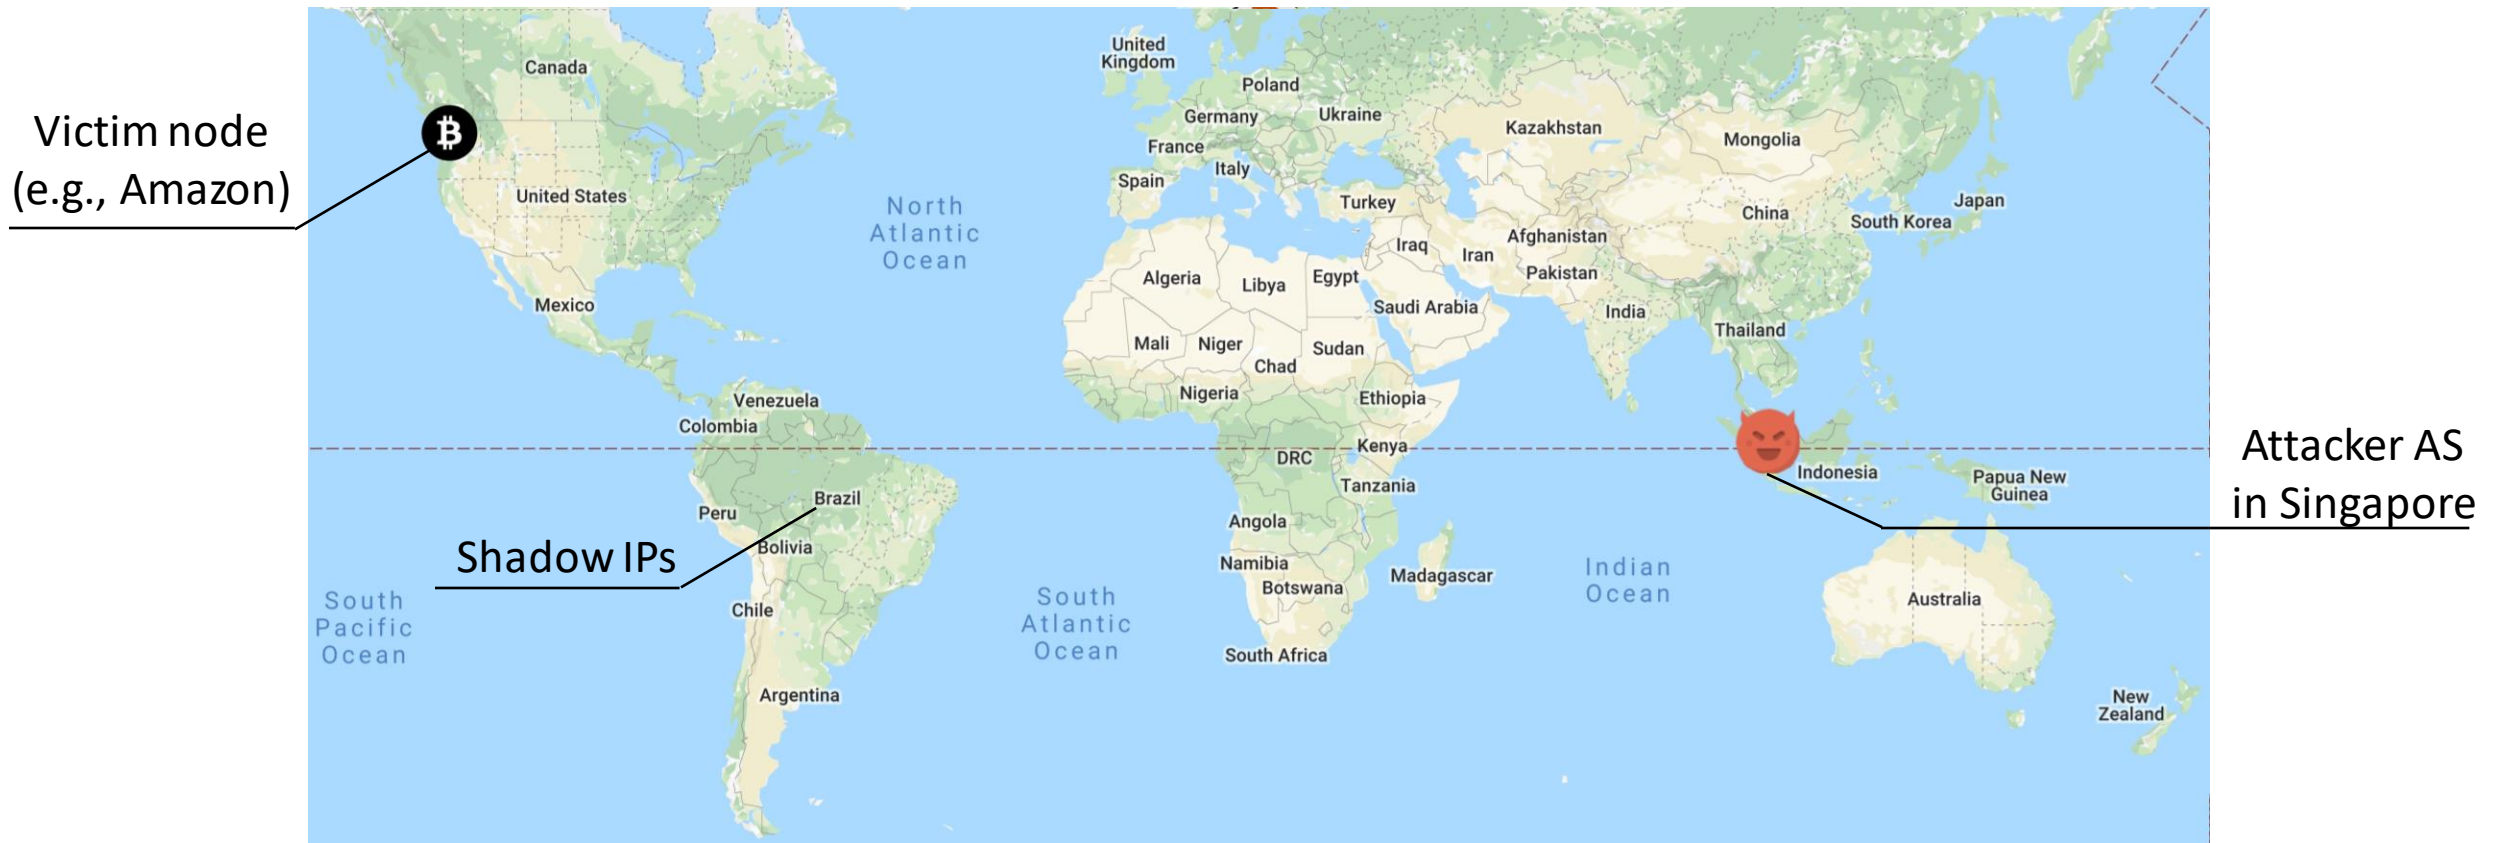 Victim node
(e.g., Amazon)
Shadow IPs
Attacker AS
in Singapore
Canada
United States
Mexico
North
Atlantic
Ocean
Venezuela
Colombia
Brazil
Peru
Bolivia
Chile
Argentina
South
Pacific
Ocean
South
Atlantic
Ocean
United
Kingdom
Poland
Germany
Ukraine
France
Italy
Spain
Turkey
Kazakhstan
Mongolia
China
South Korea
Japan
Iraq
Iran
Afghanistan
Pakistan
Algeria
Libya
Egypt
Saudi Arabia
India
Thailand
Mali
Niger
Chad
Sudan
Nigeria
Ethiopia
Kenya
DRC
Tanzania
Angola
Namibia
Botswana
Madagascar
South Africa
Indian
Ocean
Indonesia
Papua New
Guinea
Australia
New
Zealand